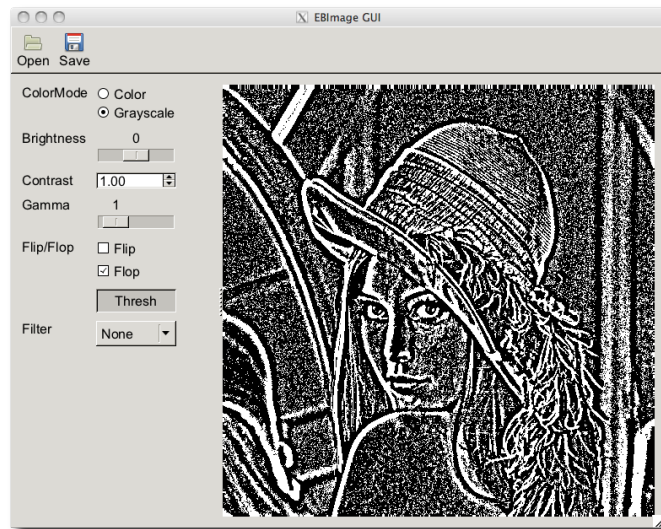 EBImage GUI
Open Save
ColorMode Color
Grayscale
Brightness 0
Contrast 1.00
Gamma 1
Flip/Flop Flip
Flop
Thresh
Filter None